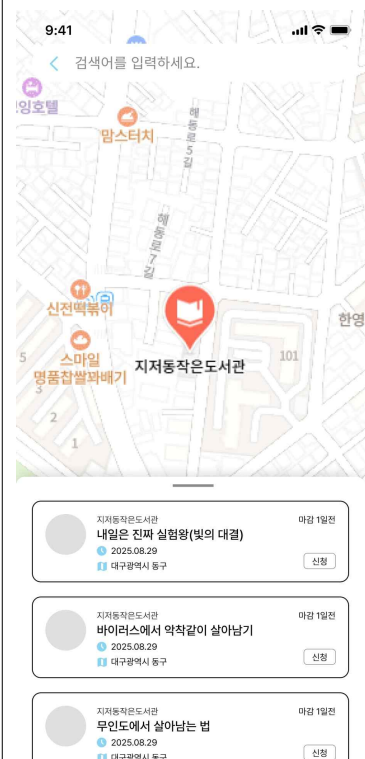 9:41
검색어를 입력하세요.
잉호텔
맘스터치
해동로5길
해동로7길
신전떡볶이
한영
스마일
명품찹쌀꽈배기
지저동작은도서관
101
5
3
2
1
지저동작은도서관
마감 1일전
내일은 진짜 실험왕(빛의 대결)
2025.08.29
대구광역시 동구
신청
지저동작은도서관
마감 1일전
바이러스에서 악착같이 살아남기
2025.08.29
대구광역시 동구
신청
지저동작은도서관
마감 1일전
무인도에서 살아남는 법
2025.08.29
대구광역시 동구
신청